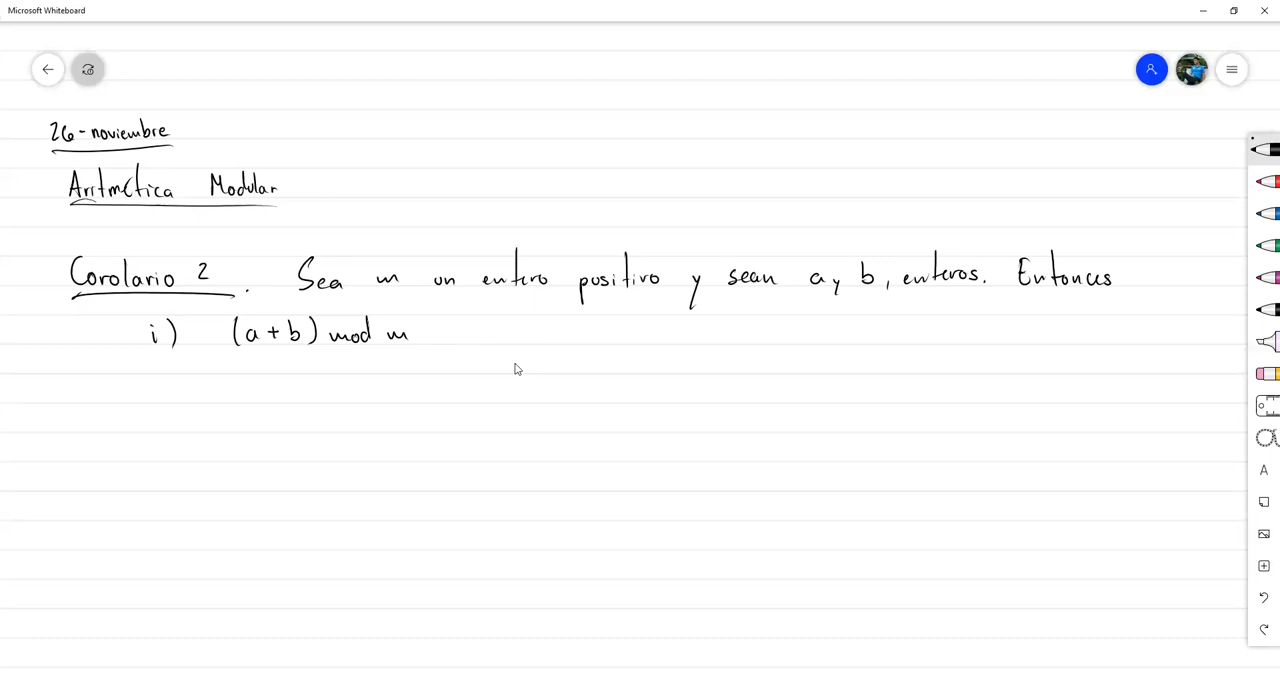 Microsoft Whiteboard
26-noviembre
Aritmética Modular
Corolario 2. Sea m un entero positivo y sean a y b, enteros. Entonces
i) (a + b) mod m
A